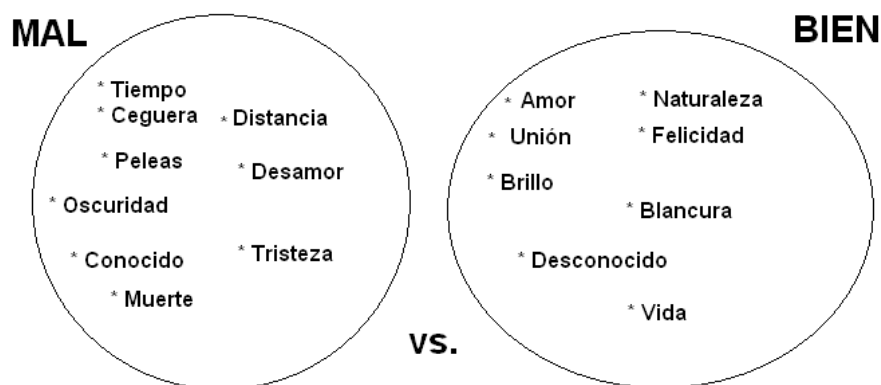 MAL
* Tiempo
* Ceguera
* Distancia
* Peleas
* Desamor
* Oscuridad
* Conocido
* Tristeza
* Muerte
vs.
BIEN
* Amor
* Naturaleza
* Unión
* Felicidad
* Brillo
* Blancura
* Desconocido
* Vida